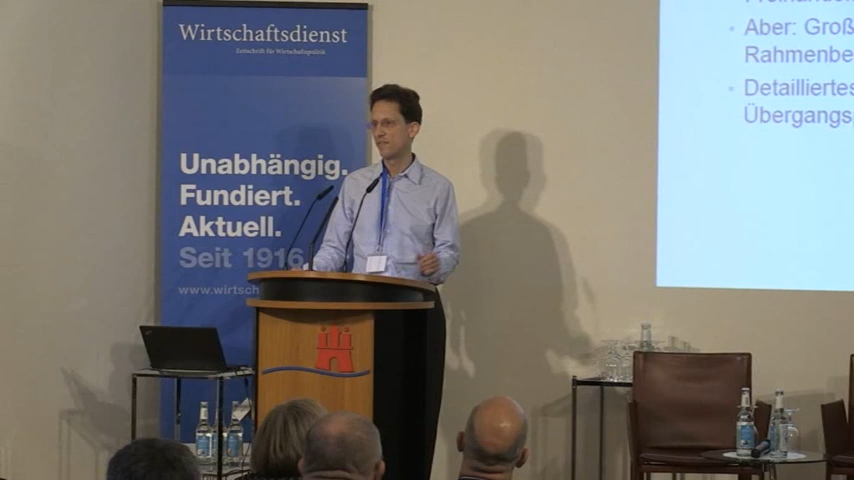 Wirtschaftsdienst
Zeitschrift für Wirtschaftspolitik
Unabhängig.
Fundiert.
Aktuell.
Seit 1916
www.wirtsch
Aber: Groß
Rahmenbe
Detailliertes
Übergangs